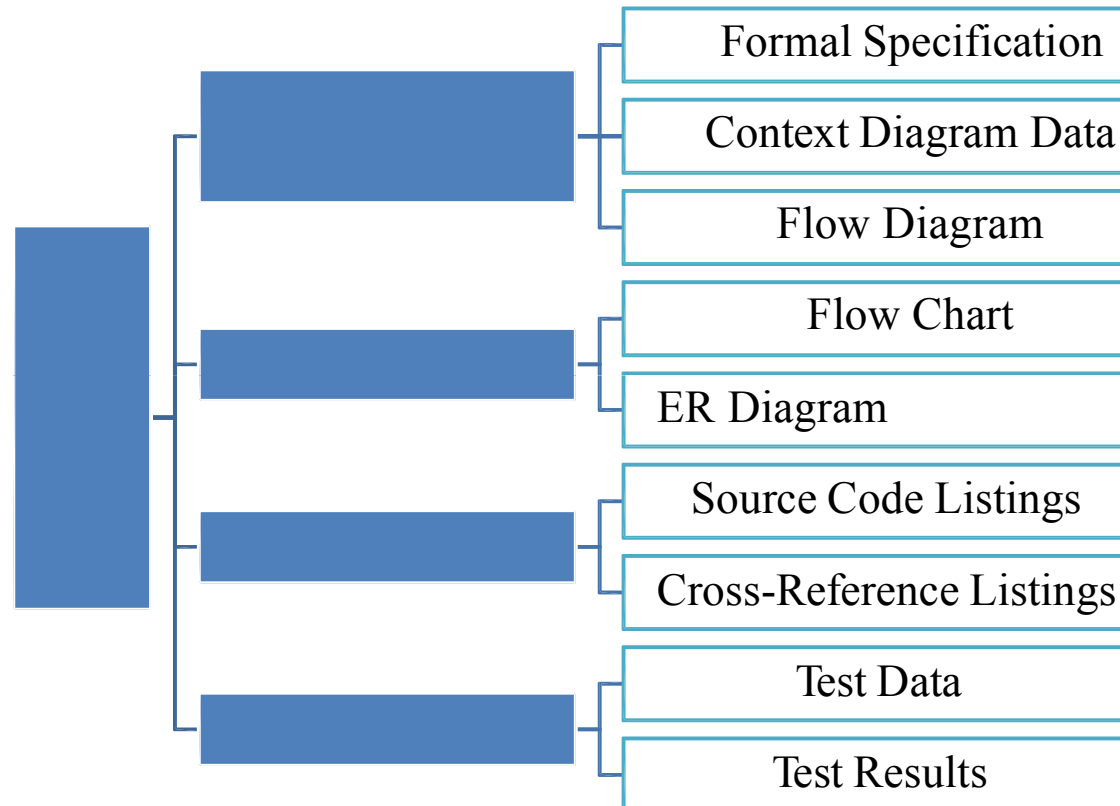 Formal Specification
Context Diagram Data
Flow Diagram
Flow Chart
ER Diagram
Source Code Listings
Cross-Reference Listings
Test Data
Test Results